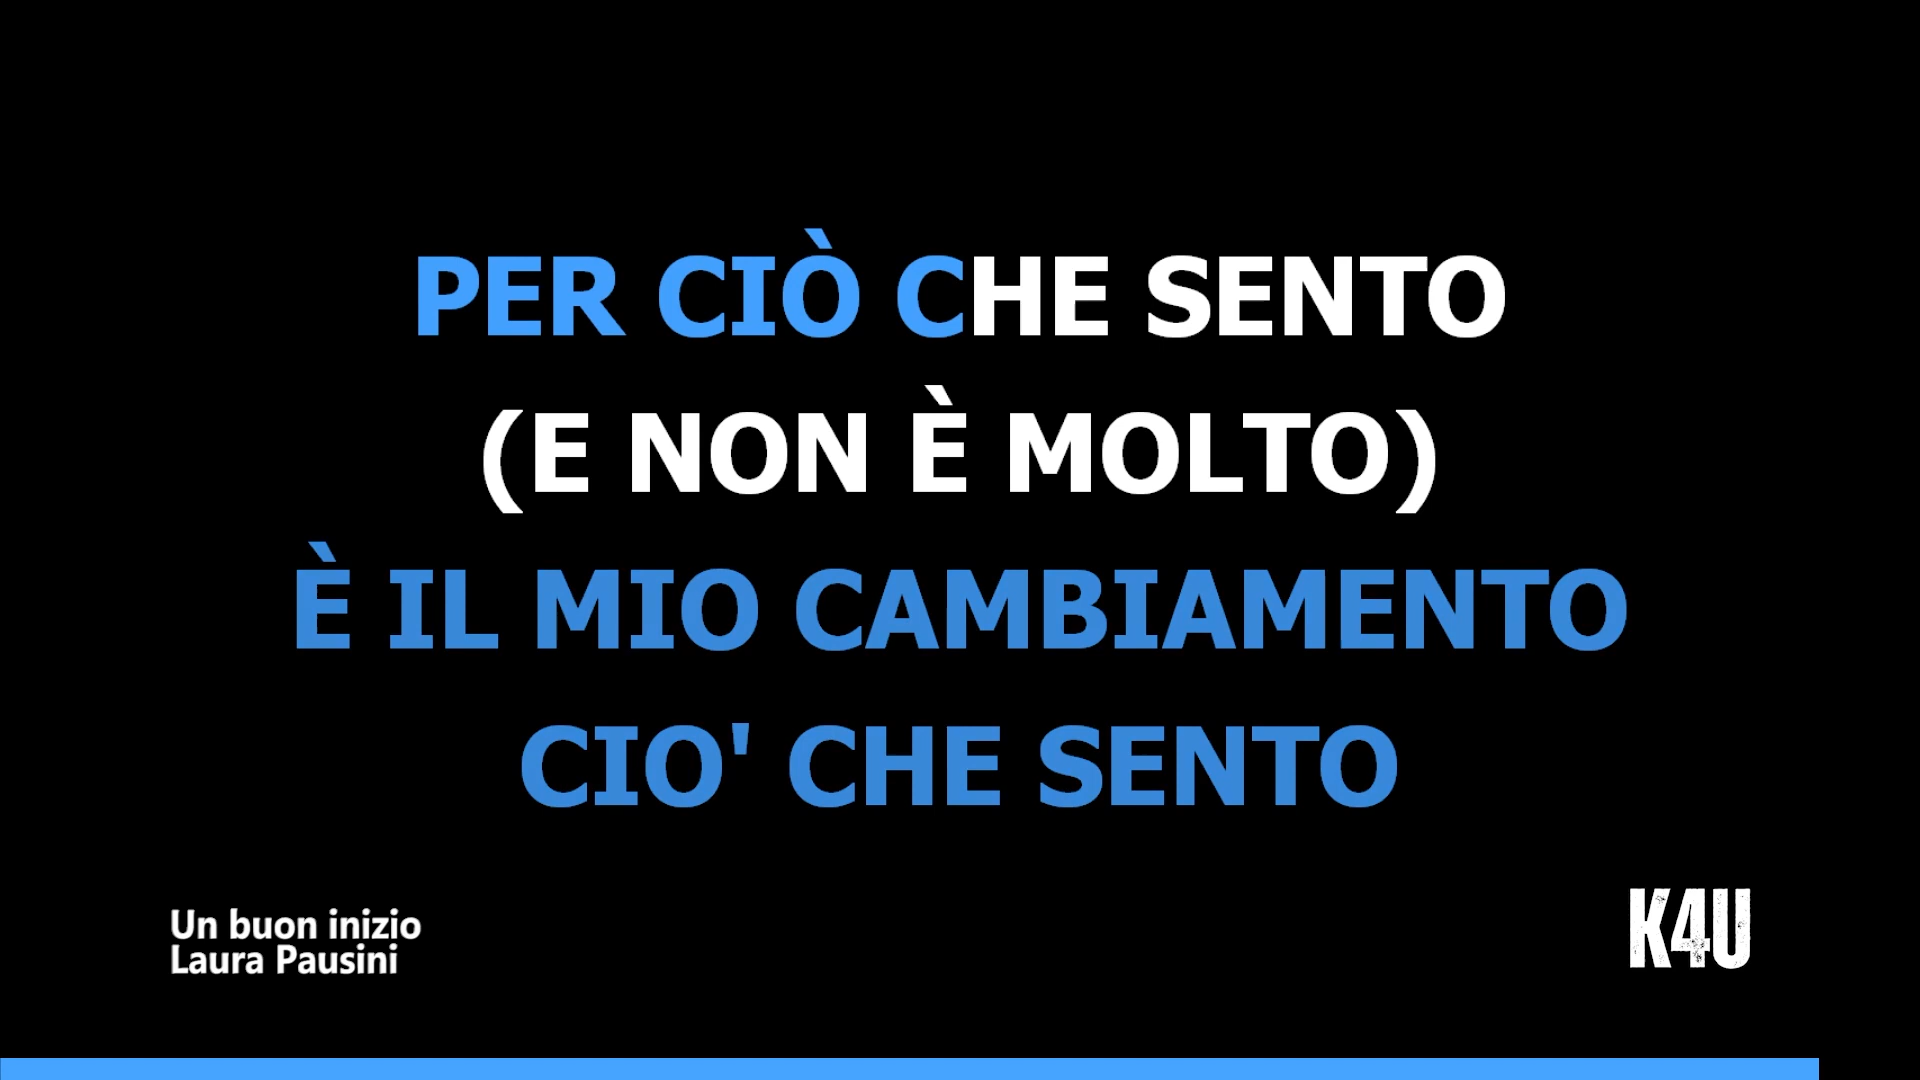 PER CIÒ CHE SENTO
(E NON È MOLTO)
È IL MIO CAMBIAMENTO
CIO' CHE SENTO
Un buon inizio
Laura Pausini
K4U